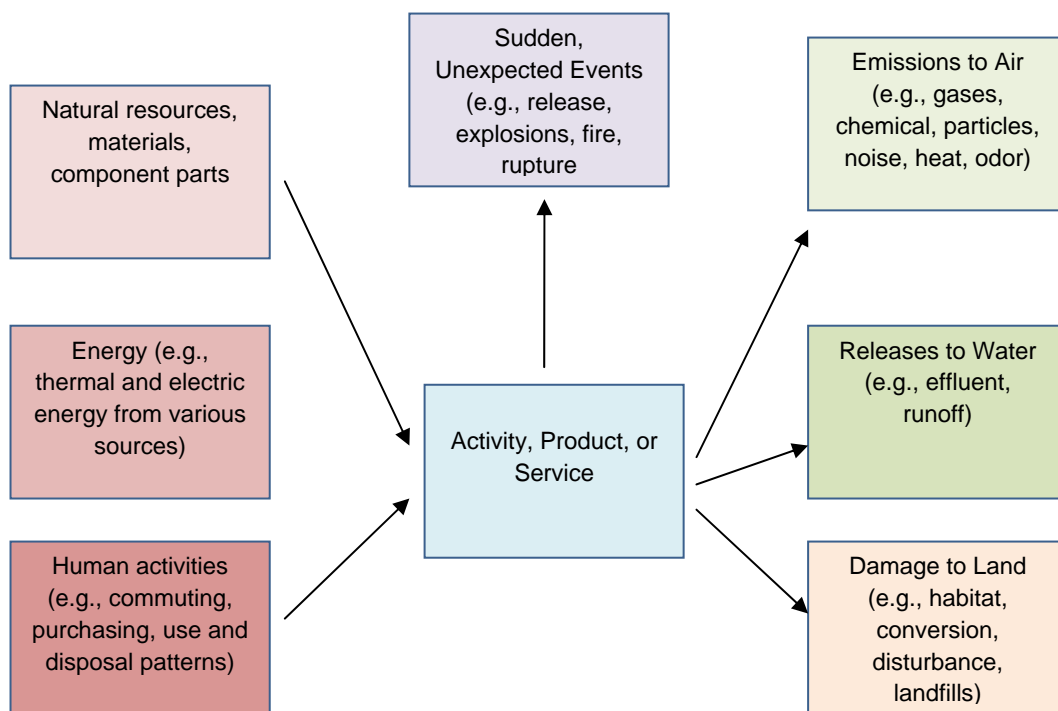 Natural resources,
materials,
component parts
Energy (e.g.,
thermal and electric
energy from various
sources)
Human activities
(e.g., commuting,
purchasing, use and
disposal patterns)
Sudden,
Unexpected Events
(e.g., release,
explosions, fire,
rupture
Activity, Product, or
Service
Emissions to Air
(e.g., gases,
chemical, particles,
noise, heat, odor)
Releases to Water
(e.g., effluent,
runoff)
Damage to Land
(e.g., habitat,
conversion,
disturbance,
landfills)